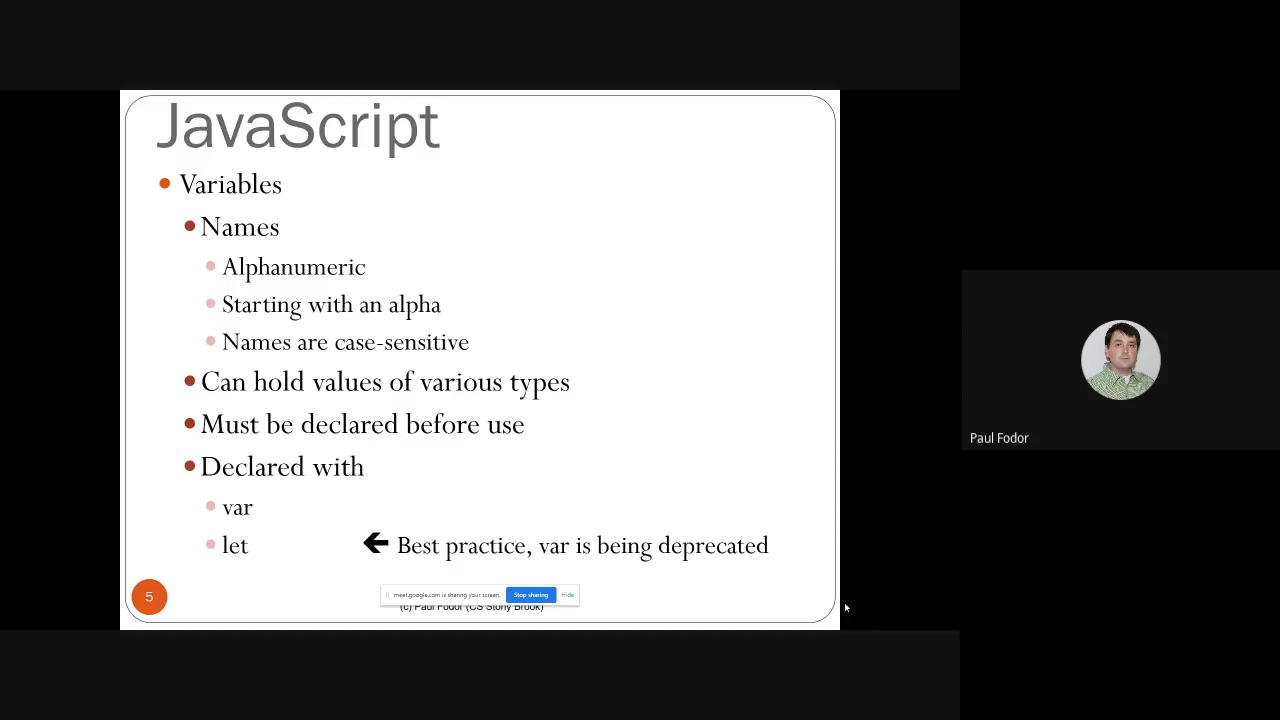 JavaScript
Variables
Names
Alphanumeric
Starting with an alpha
Names are case-sensitive
Can hold values of various types
Must be declared before use
Declared with
var
let ← Best practice, var is being deprecated
5
meet.google.com is sharing your screen. Stop sharing Hide
(c) Paul Fodor (CS Stony Brook)
Paul Fodor